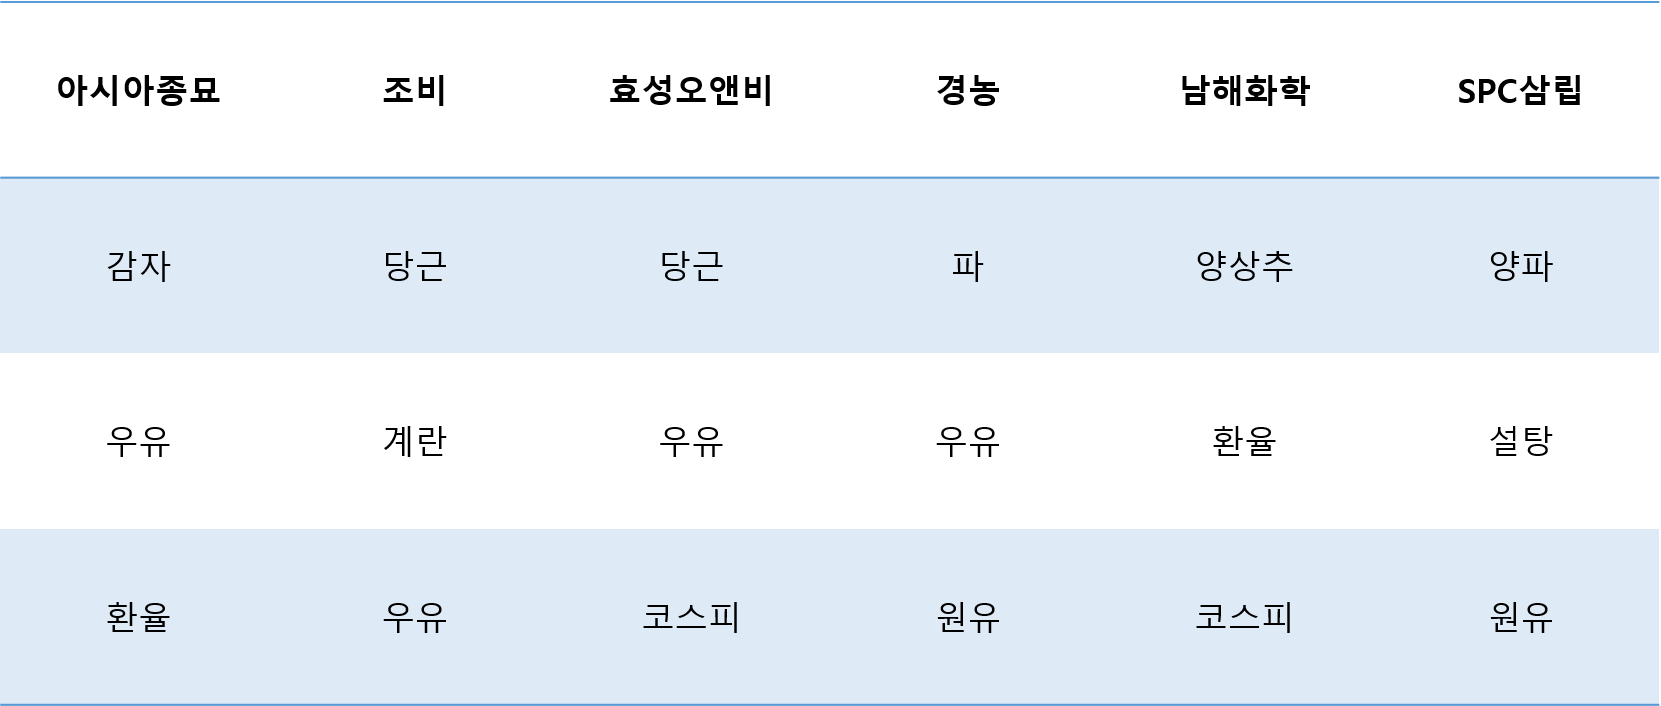 아시아종묘 조비 효성오앤비 경농 남해화학 SPC삼립
감자 당근 당근 파 양상추 양파
우유 계란 우유 우유 환율 설탕
환율 우유 코스피 원유 코스피 원유